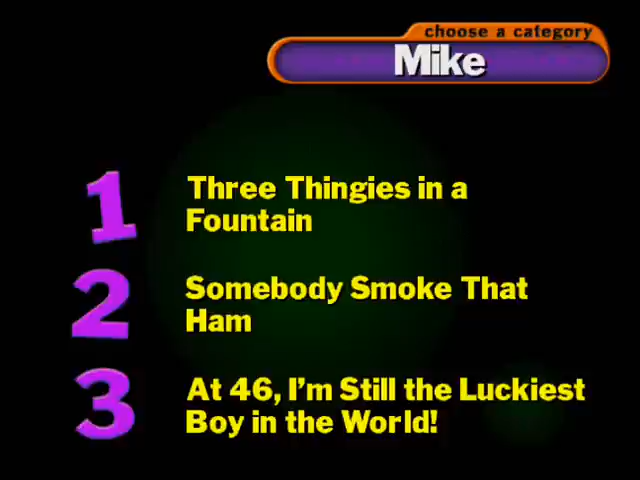 choose a category
Mike
1
Three Thingies in a
Fountain
2
Somebody Smoke That
Ham
3
At 46, I'm Still the Luckiest
Boy in the World!